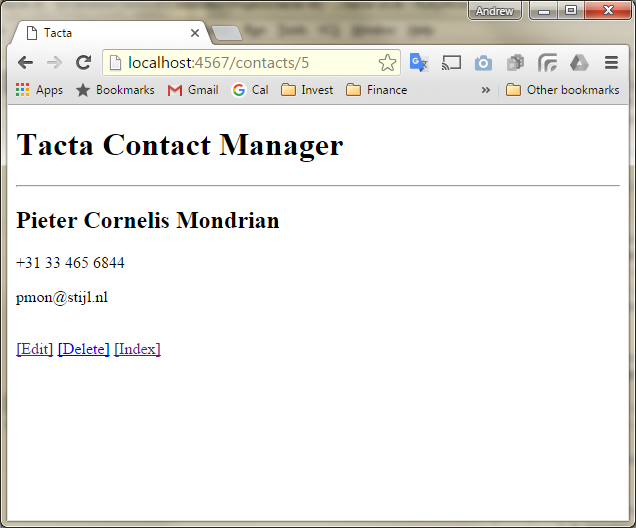 Andrew
Tacta
localhost:4567/contacts/5
Apps Bookmarks Gmail Cal Invest Finance » Other bookmarks
Tacta Contact Manager
Pieter Cornelis Mondrian
+31 33 465 6844
pmon@stijl.nl
[Edit] [Delete] [Index]